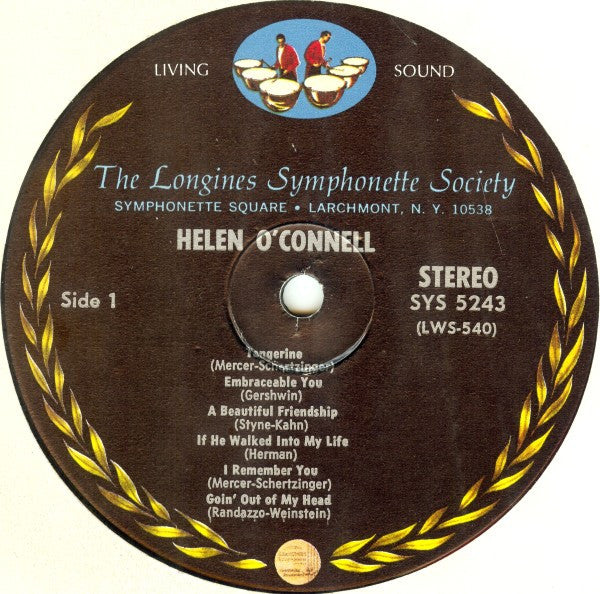 LIVING SOUND
The Longines Symphonette Society
SYMPHONETTE SQUARE • LARCHMONT, N. Y. 10538
HELEN O'CONNELL
Side 1
STEREO
SYS 5243
(LWS-540)
Tangerine
(Mercer-Schertzinger)
Embraceable You
(Gershwin)
A Beautiful Friendship
(Styne-Kahn)
If He Walked Into My Life
(Herman)
I Remember You
(Mercer-Schertzinger)
Goin' Out of My Head
(Randazzo-Weinstein)